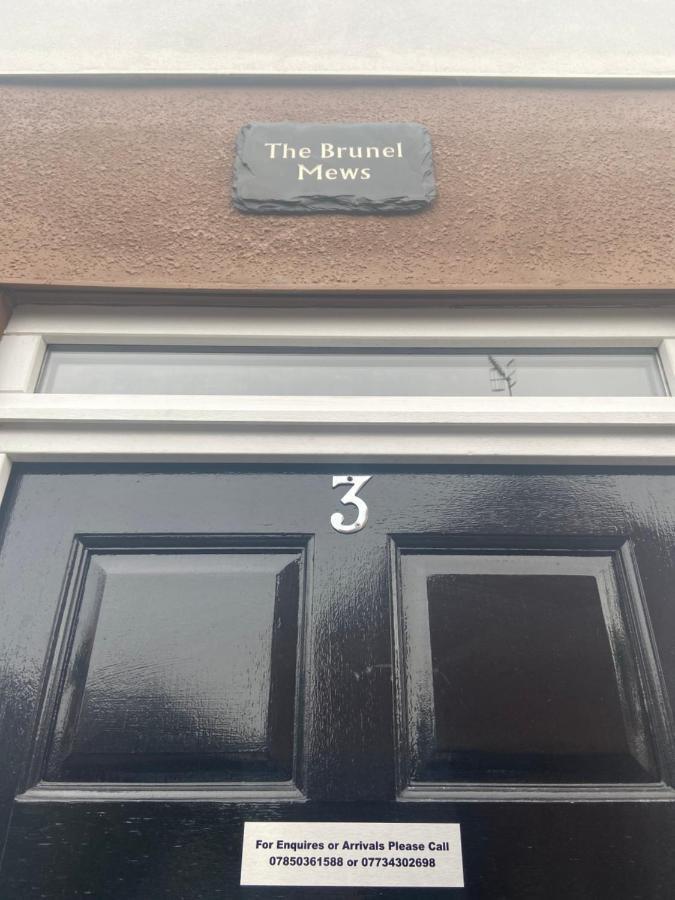 The Brunel
Mews
3
For Enquires or Arrivals Please Call
07850361588 or 07734302698